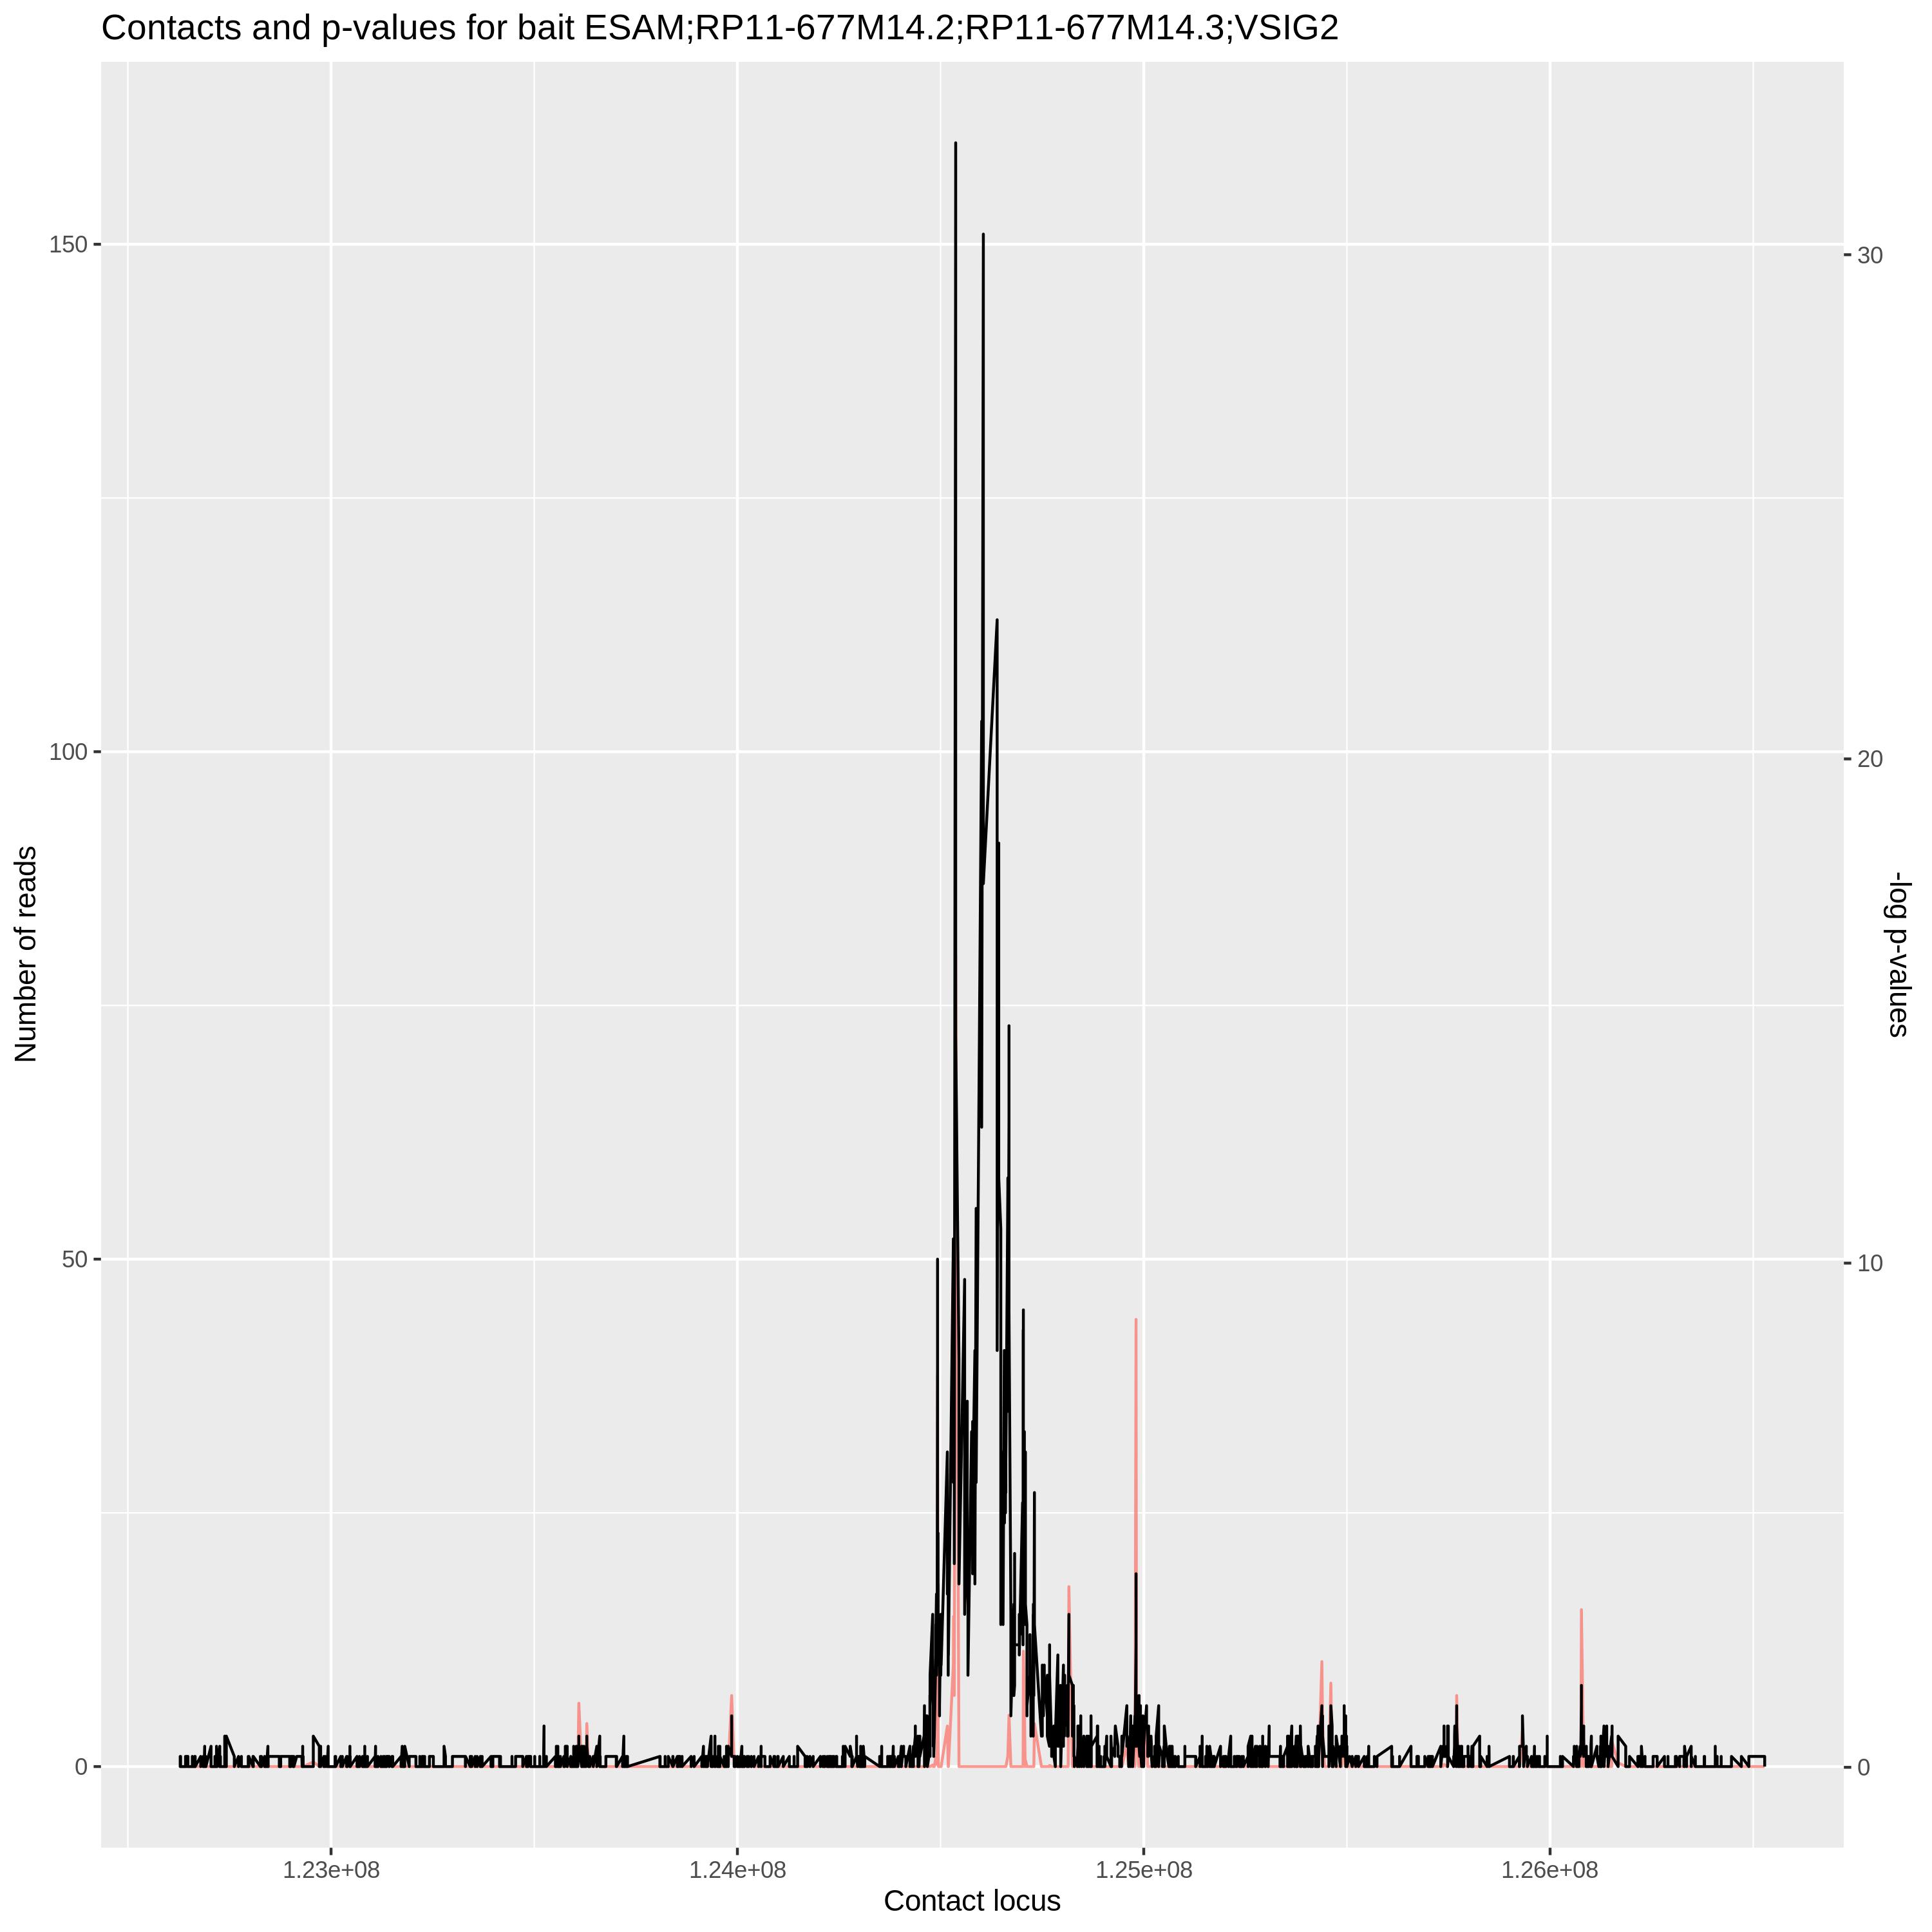 Contacts and p-values for bait ESAM;RP11-677M14.2;RP11-677M14.3;VSIG2
150
100
50
0
Number of reads
30
20
10
0
-log p-values
1.23e+08
1.24e+08
1.25e+08
1.26e+08
Contact locus